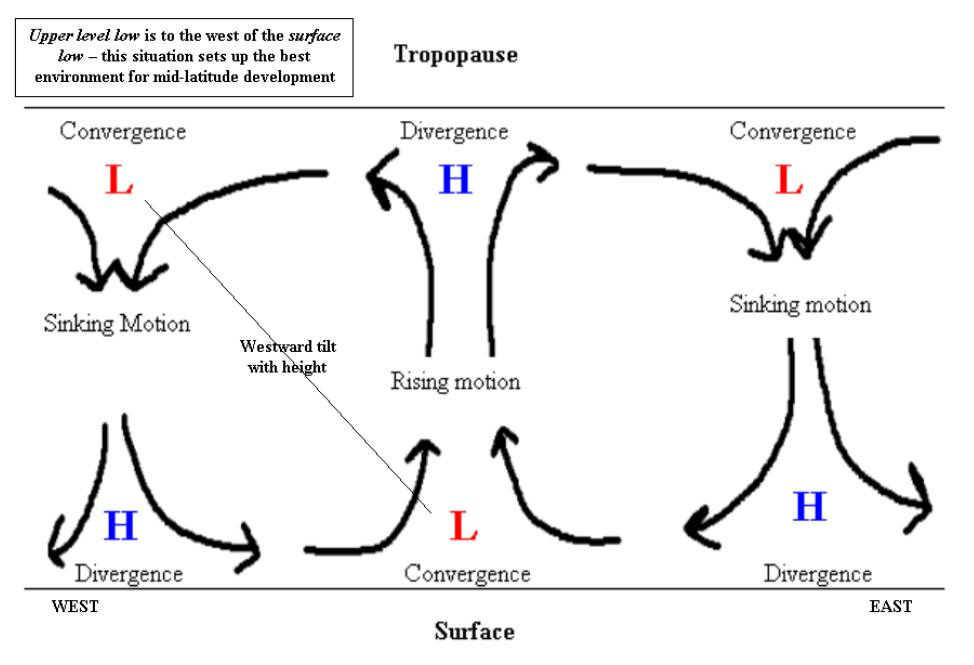 Upper level low is to the west of the surface
low – this situation sets up the best
environment for mid-latitude development
Tropopause
Convergence
Divergence
Convergence
L
H
L
Sinking Motion
Sinking motion
Westward tilt
with height
Rising motion
H
L
H
Divergence
Convergence
Divergence
WEST
EAST
Surface